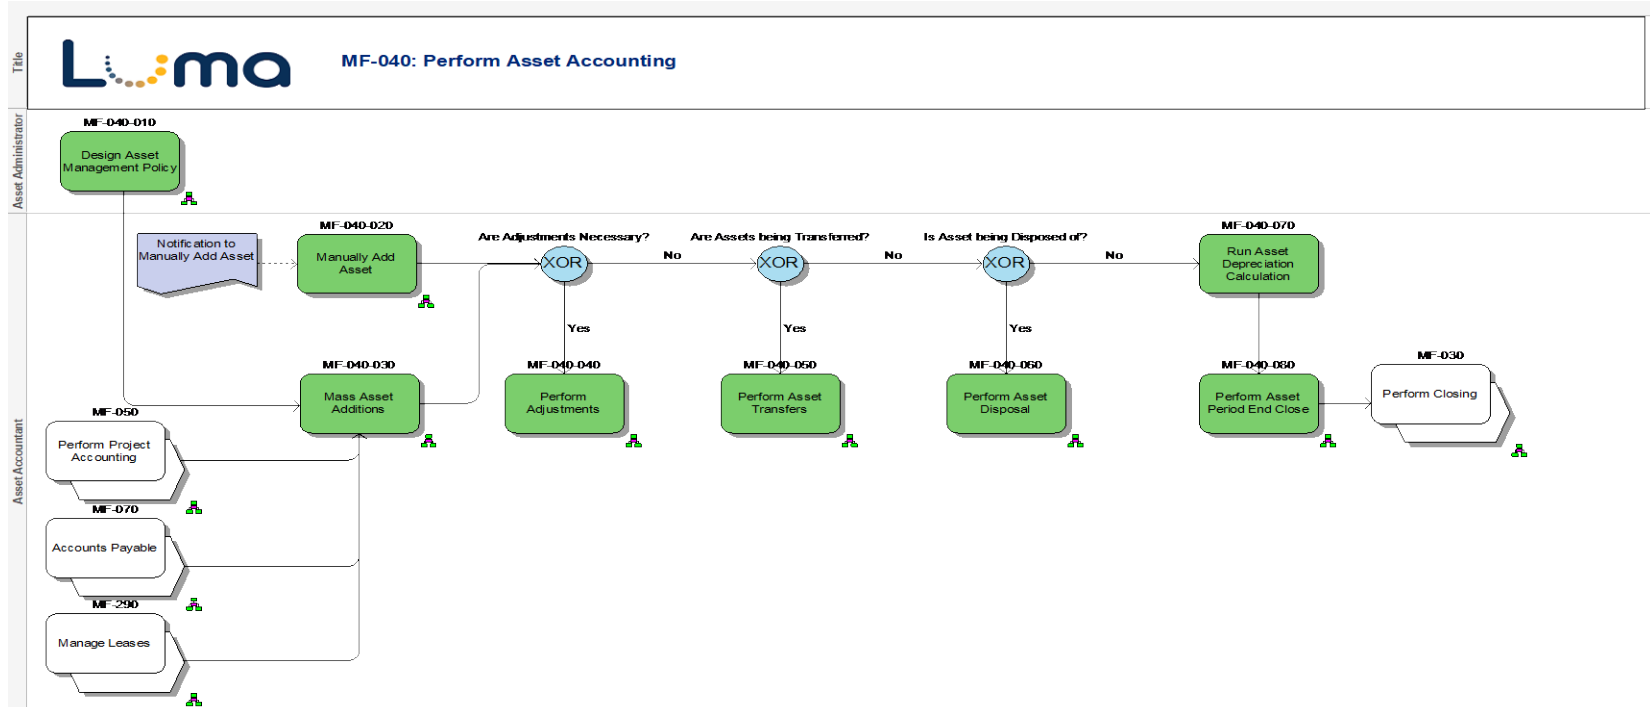 Title
Luma
MF-040: Perform Asset Accounting
Asset Administrator
MF-040-010
Design Asset
Management Policy
Asset Accountant
Notification to
Manually Add Asset
MF-040-020
Manually Add
Asset
Are Adjustments Necessary?
XOR
No
Yes
Are Assets being Transferred?
XOR
No
Yes
Is Asset being Disposed of?
XOR
No
Yes
MF-040-070
Run Asset
Depreciation
Calculation
MF-040-030
Mass Asset
Additions
MF-040-040
Perform
Adjustments
MF-040-050
Perform Asset
Transfers
MF-040-060
Perform Asset
Disposal
MF-040-080
Perform Asset
Period End Close
MF-030
Perform Closing
MF-050
Perform Project
Accounting
MF-070
Accounts Payable
MF-290
Manage Leases